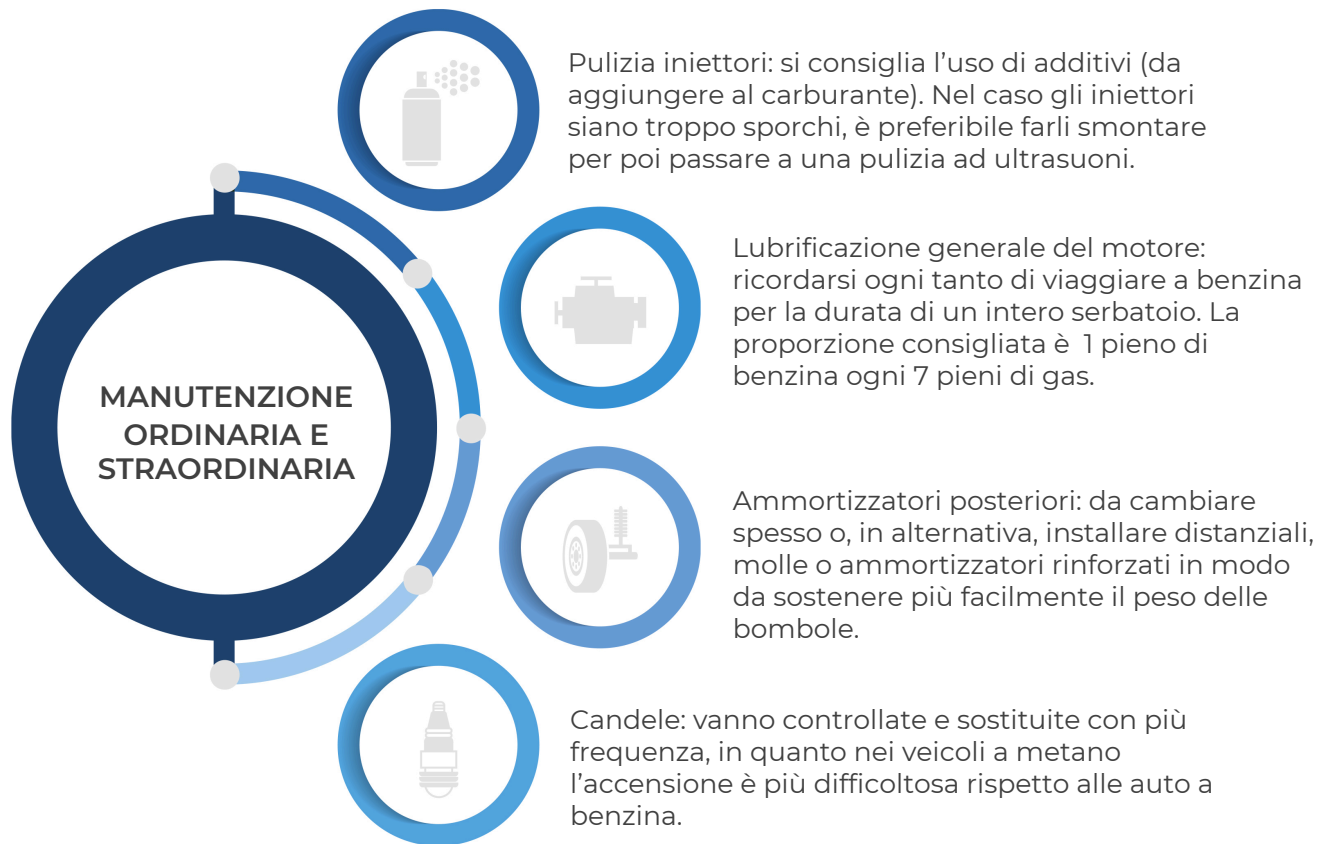 Pulizia iniettori: si consiglia l'uso di additivi (da
aggiungere al carburante). Nel caso gli iniettori
siano troppo sporchi, è preferibile farli smontare
per poi passare a una pulizia ad ultrasuoni.
Lubrificazione generale del motore:
ricordarsi ogni tanto di viaggiare a benzina
per la durata di un intero serbatoio. La
proporzione consigliata è  1 pieno di
benzina ogni 7 pieni di gas.
MANUTENZIONE
ORDINARIA E
STRAORDINARIA
Ammortizzatori posteriori: da cambiare
spesso o, in alternativa, installare distanziali,
molle o ammortizzatori rinforzati in modo
da sostenere più facilmente il peso delle
bombole.
Candele: vanno controllate e sostituite con più
frequenza, in quanto nei veicoli a metano
l'accensione è più difficoltosa rispetto alle auto a
benzina.